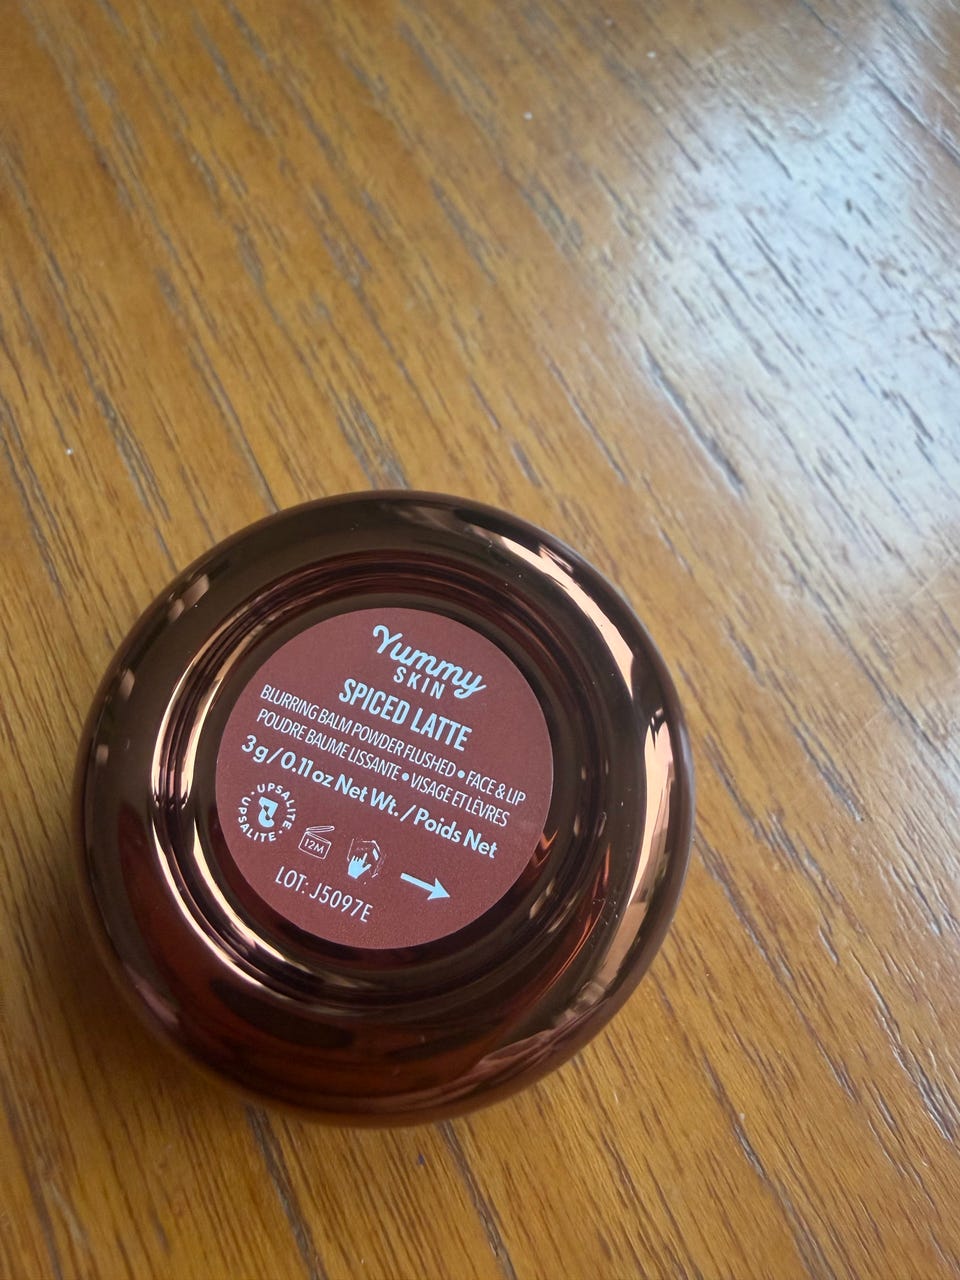 Yummy
SKIN
SPICED LATTE
BLURRING BALM POWDER FLUSHED • FACE & LIP
POUDRE BAUME LISSANTE • VISAGE ET LÈVRES
3g / 0.11 oz Net Wt. / Poids Net
UPSALITE • UPSALITE •
12M
LOT: J5097E